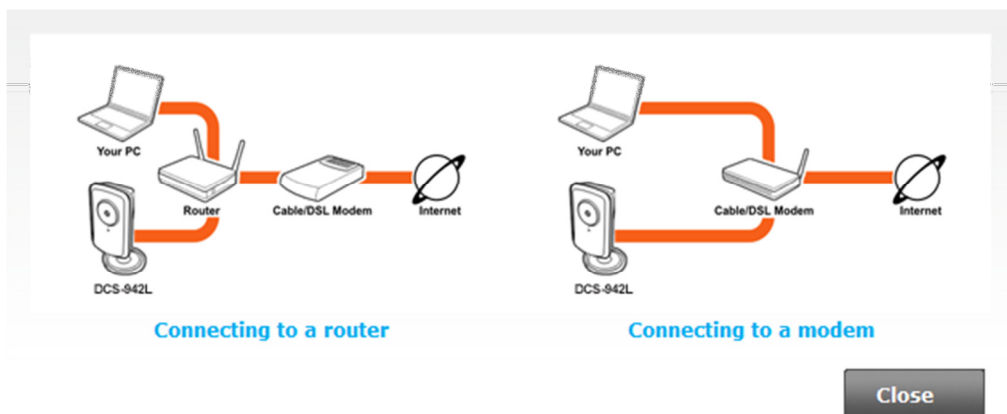 Your PC
Router
Cable/DSL Modem
Internet
DCS-942L
Connecting to a router
Your PC
Cable/DSL Modem
Internet
DCS-942L
Connecting to a modem
Close